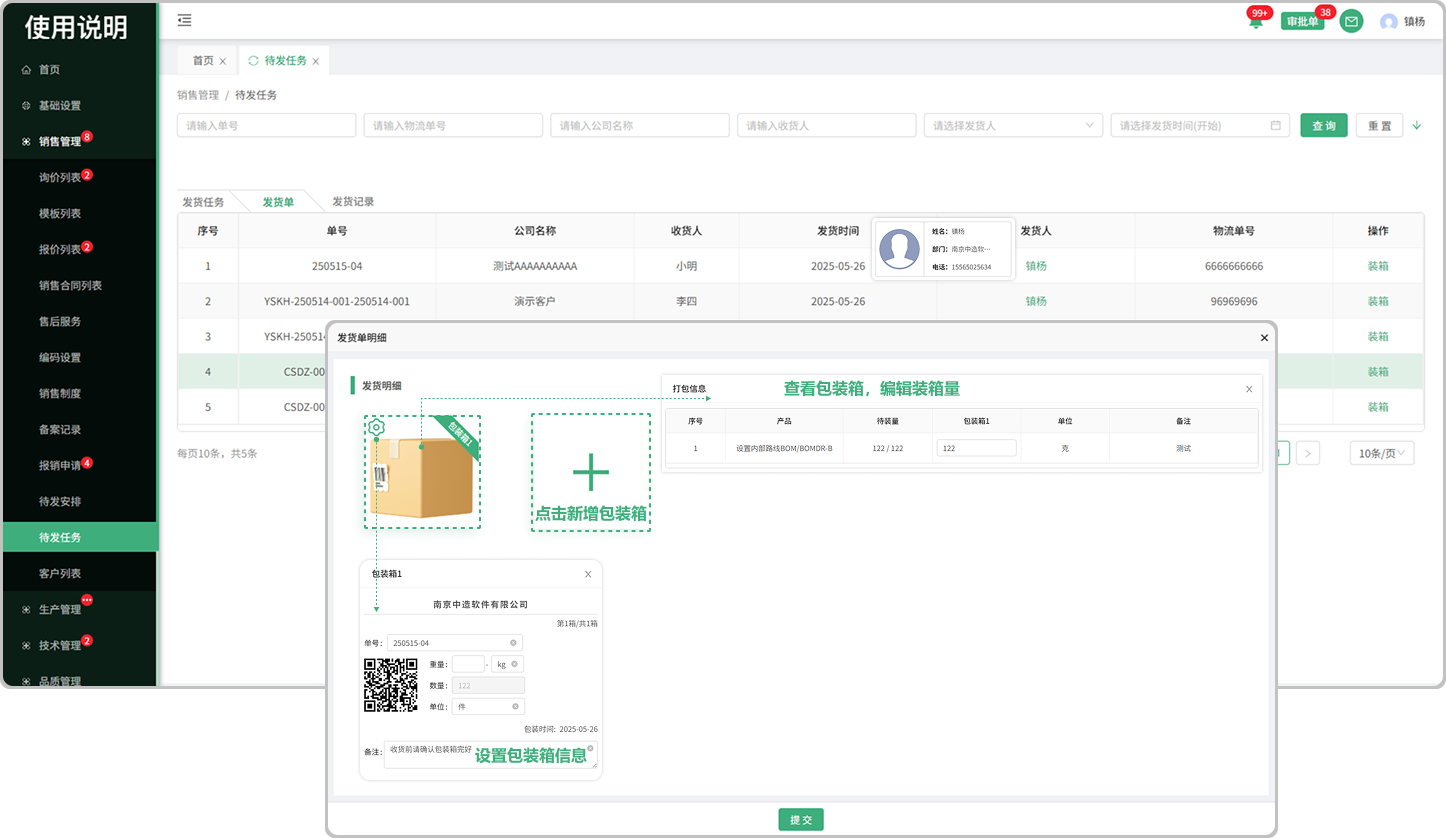 使用说明
首页
基础设置
销售管理 8
询价列表 2
模板列表
报价列表 2
销售合同列表
售后服务
编码设置
销售制度
备案记录
报销申请 4
待发安排
待发任务
客户列表
生产管理
技术管理 2
品质管理
99+ 审批单 38 镇杨
首页 待发任务
销售管理 / 待发任务
请输入单号 请输入物流单号 请输入公司名称 请输入收货人 请选择发货人 请选择发货时间(开始) 查 询 重 置
发货任务 发货单 发货记录
序号 单号 公司名称 收货人 发货时间 发货人 物流单号 操作
姓名：镇杨
部门：南京中造软…
电话：15565025634
1 250515-04 测试AAAAAAAAAA 小明 2025-05-26 镇杨 6666666666 装箱
2 YSKH-250514-001-250514-001 演示客户 李四 2025-05-26 镇杨 96969696 装箱
3 YSKH-25051 装箱
4 CSDZ-00 装箱
5 CSDZ-00 装箱
每页10条，共5条
10条/页
发货单明细
发货明细
包装箱1
点击新增包装箱
打包信息 查看包装箱，编辑装箱量
序号 产品 待装量 包装箱1 单位 备注
1 设置内部路线BOM/BOMDR-B 122 / 122 122 克 测试
包装箱1
南京中造软件有限公司
第1箱/共1箱
单号： 250515-04
重量： - kg
数量： 122
单位： 件
包装时间: 2025-05-26
备注： 收货前请确认包装箱完好
设置包装箱信息
提 交